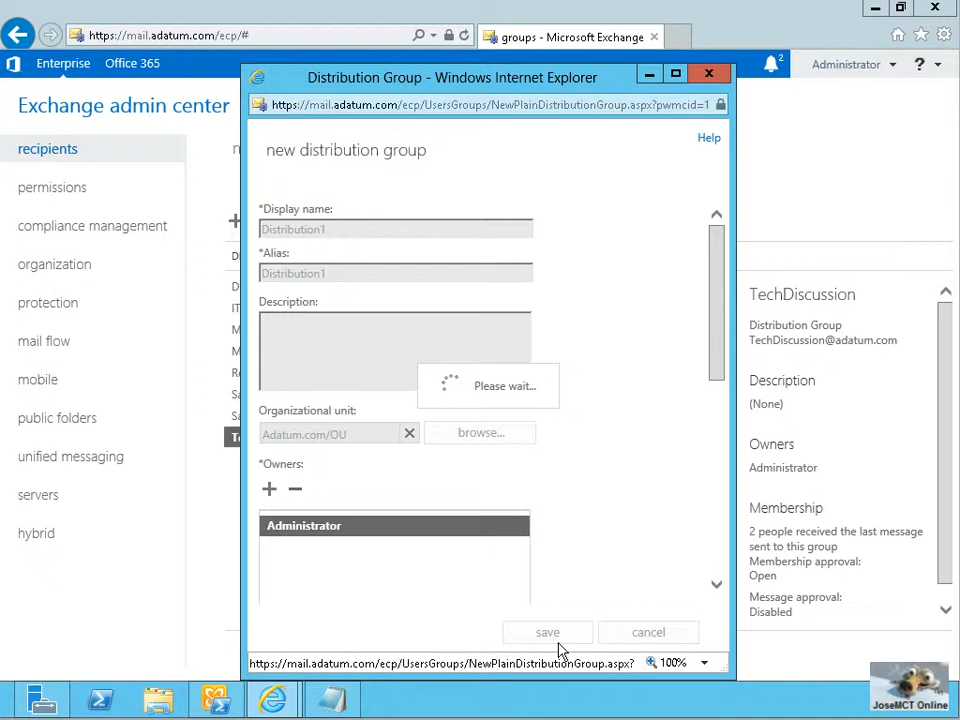 https://mail.adatum.com/ecp/#
groups - Microsoft Exchange
Enterprise
Office 365
2
Administrator
?
Exchange admin center
recipients
permissions
compliance management
organization
protection
mail flow
mobile
public folders
unified messaging
servers
hybrid
Distribution Group - Windows Internet Explorer
https://mail.adatum.com/ecp/UsersGroups/NewPlainDistributionGroup.aspx?pwmcid=1
Help
new distribution group
*Display name:
Distribution1
*Alias:
Distribution1
Description:
Please wait...
Organizational unit:
Adatum.com/OU
browse...
*Owners:
Administrator
save
cancel
https://mail.adatum.com/ecp/UsersGroups/NewPlainDistributionGroup.aspx?
100%
TechDiscussion
Distribution Group
TechDiscussion@adatum.com
Description
(None)
Owners
Administrator
Membership
2 people received the last message
sent to this group
Membership approval:
Open
Message approval:
Disabled
JoseMCT Online